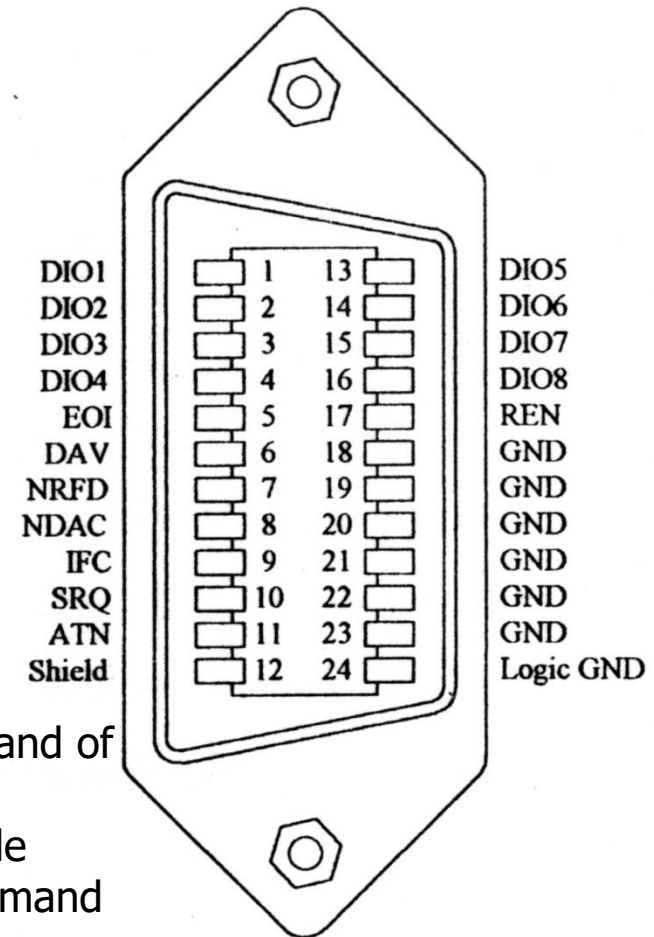 DIO1 1 13 DIO5
DIO2 2 14 DIO6
DIO3 3 15 DIO7
DIO4 4 16 DIO8
EOI 5 17 REN
DAV 6 18 GND
NRFD 7 19 GND
NDAC 8 20 GND
IFC 9 21 GND
SRQ 10 22 GND
ATN 11 23 GND
Shield 12 24 Logic GND
and of